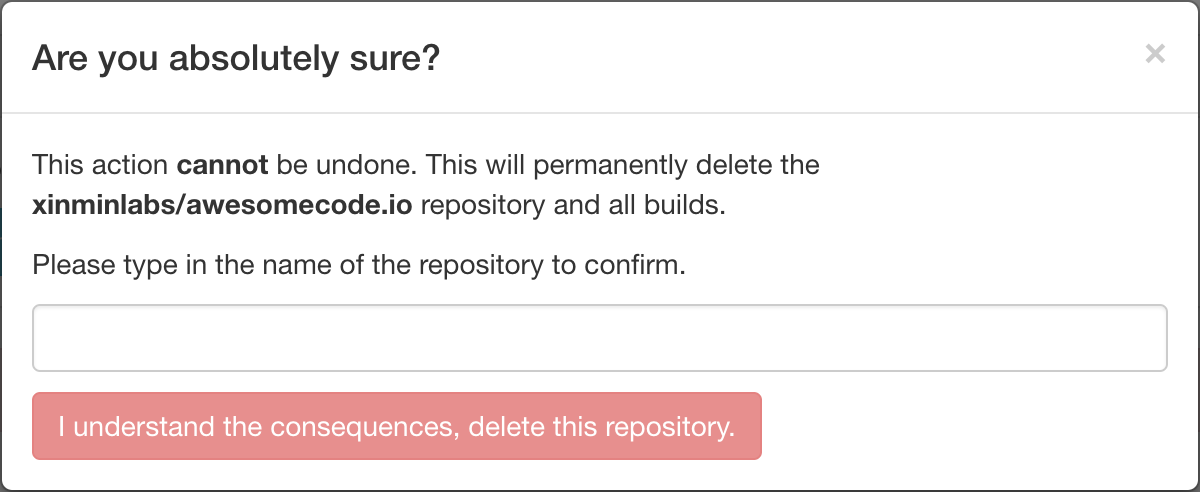 Are you absolutely sure?
×
This action cannot be undone. This will permanently delete the
xinminlabs/awesomecode.io repository and all builds.
Please type in the name of the repository to confirm.
I understand the consequences, delete this repository.